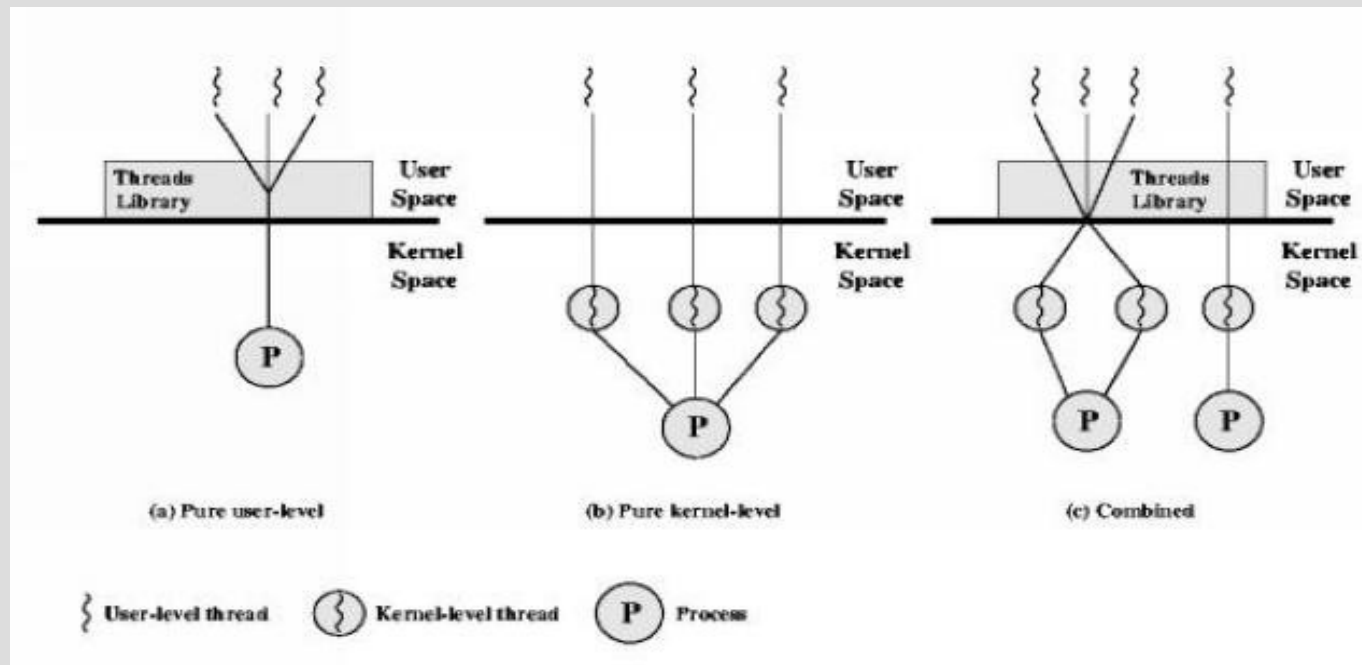 Threads
Library
User
Space
Kernel
Space
P
(a) Pure user-level
User
Space
Kernel
Space
P
(b) Pure kernel-level
Threads
Library
User
Space
Kernel
Space
P
P
(c) Combined
User-level thread
Kernel-level thread
P
Process